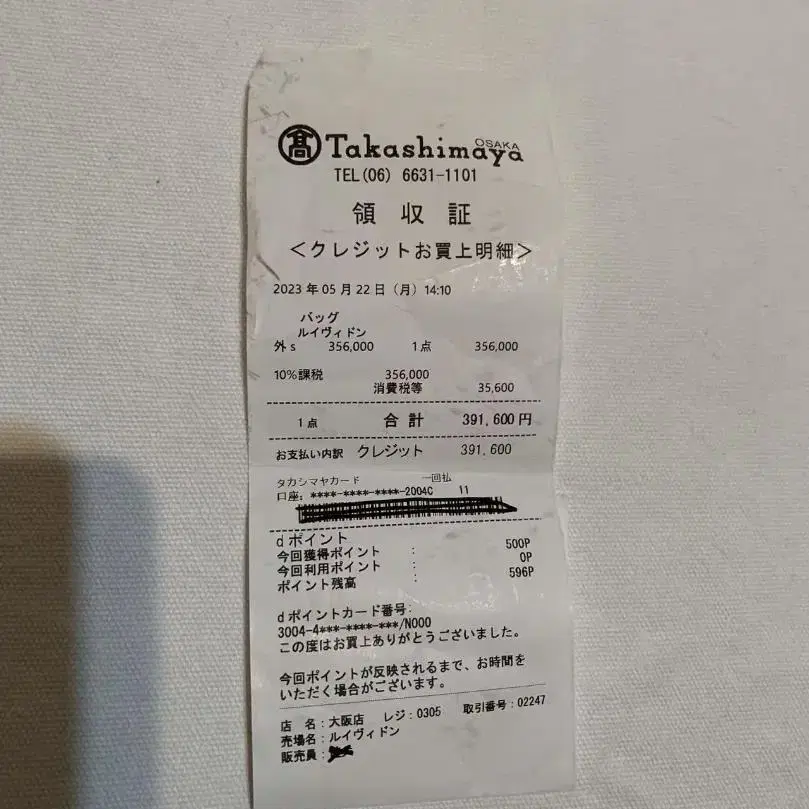 髙 Takashimaya OSAKA
TEL(06) 6631-1101
領収証
<クレジットお買上明細>
2023年05月22日(月) 14:10
バッグ
ルイヴィドン
外s 356,000 1点 356,000
10%課税 356,000
消費税等 35,600
1点 合計 391,600円
お支払い内訳 クレジット 391,600
タカシマヤカード 一回払
口座: ****-****-****-2004C 11
dポイント
今回獲得ポイント : 500P
今回利用ポイント : 0P
ポイント残高 : 596P
dポイントカード番号:
3004-4***-****-***/N000
この度はお買上ありがとうございました。
今回ポイントが反映されるまで、お時間を
いただく場合がございます。
店 名:大阪店 レジ:0305 取引番号:02247
売場名:ルイヴィドン
販売員: